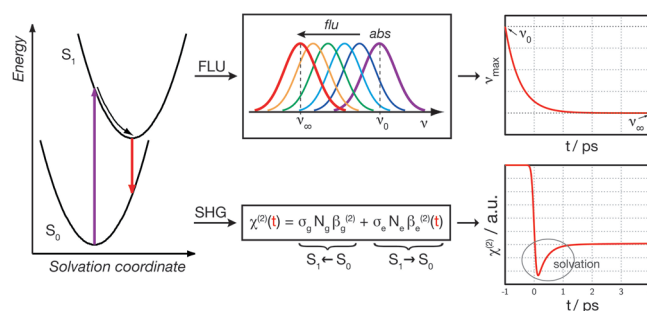 Energy
S₁
S₀
Solvation coordinate
FLU
flu
abs
ν∞
ν₀
ν
ν₀
νmax
ν∞
t / ps
SHG
χ⁽²⁾(t) = σg Ng βg⁽²⁾ + σe Ne βe⁽²⁾(t)
S₁←S₀ S₁→S₀
χ⁽²⁾ / a.u.
solvation
-1 0 1 2 3
t / ps